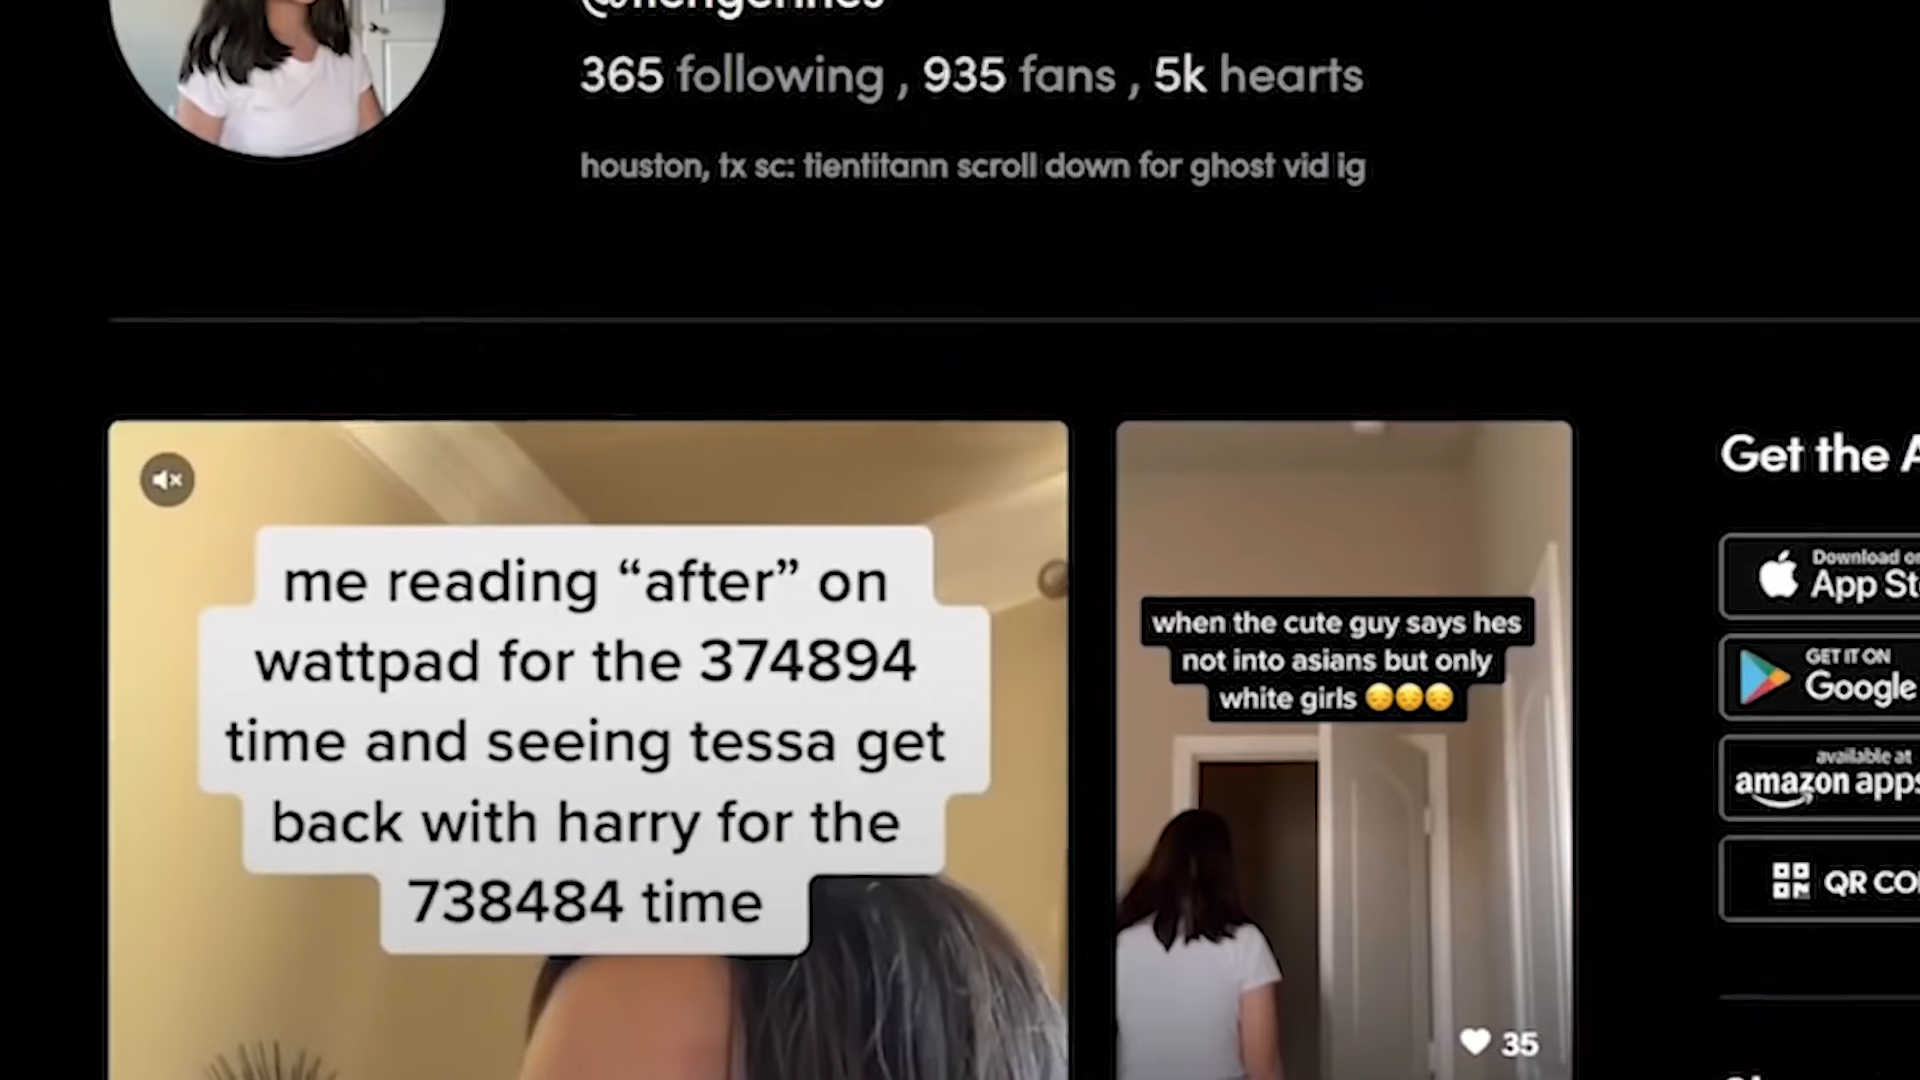 365 following , 935 fans , 5k hearts
houston, tx sc: tientitann scroll down for ghost vid ig
me reading “after” on
wattpad for the 374894
time and seeing tessa get
back with harry for the
738484 time
when the cute guy says hes
not into asians but only
white girls 😔😔😔
35
Get the
Download on
App
GET IT ON
Google
available at
amazon
QR